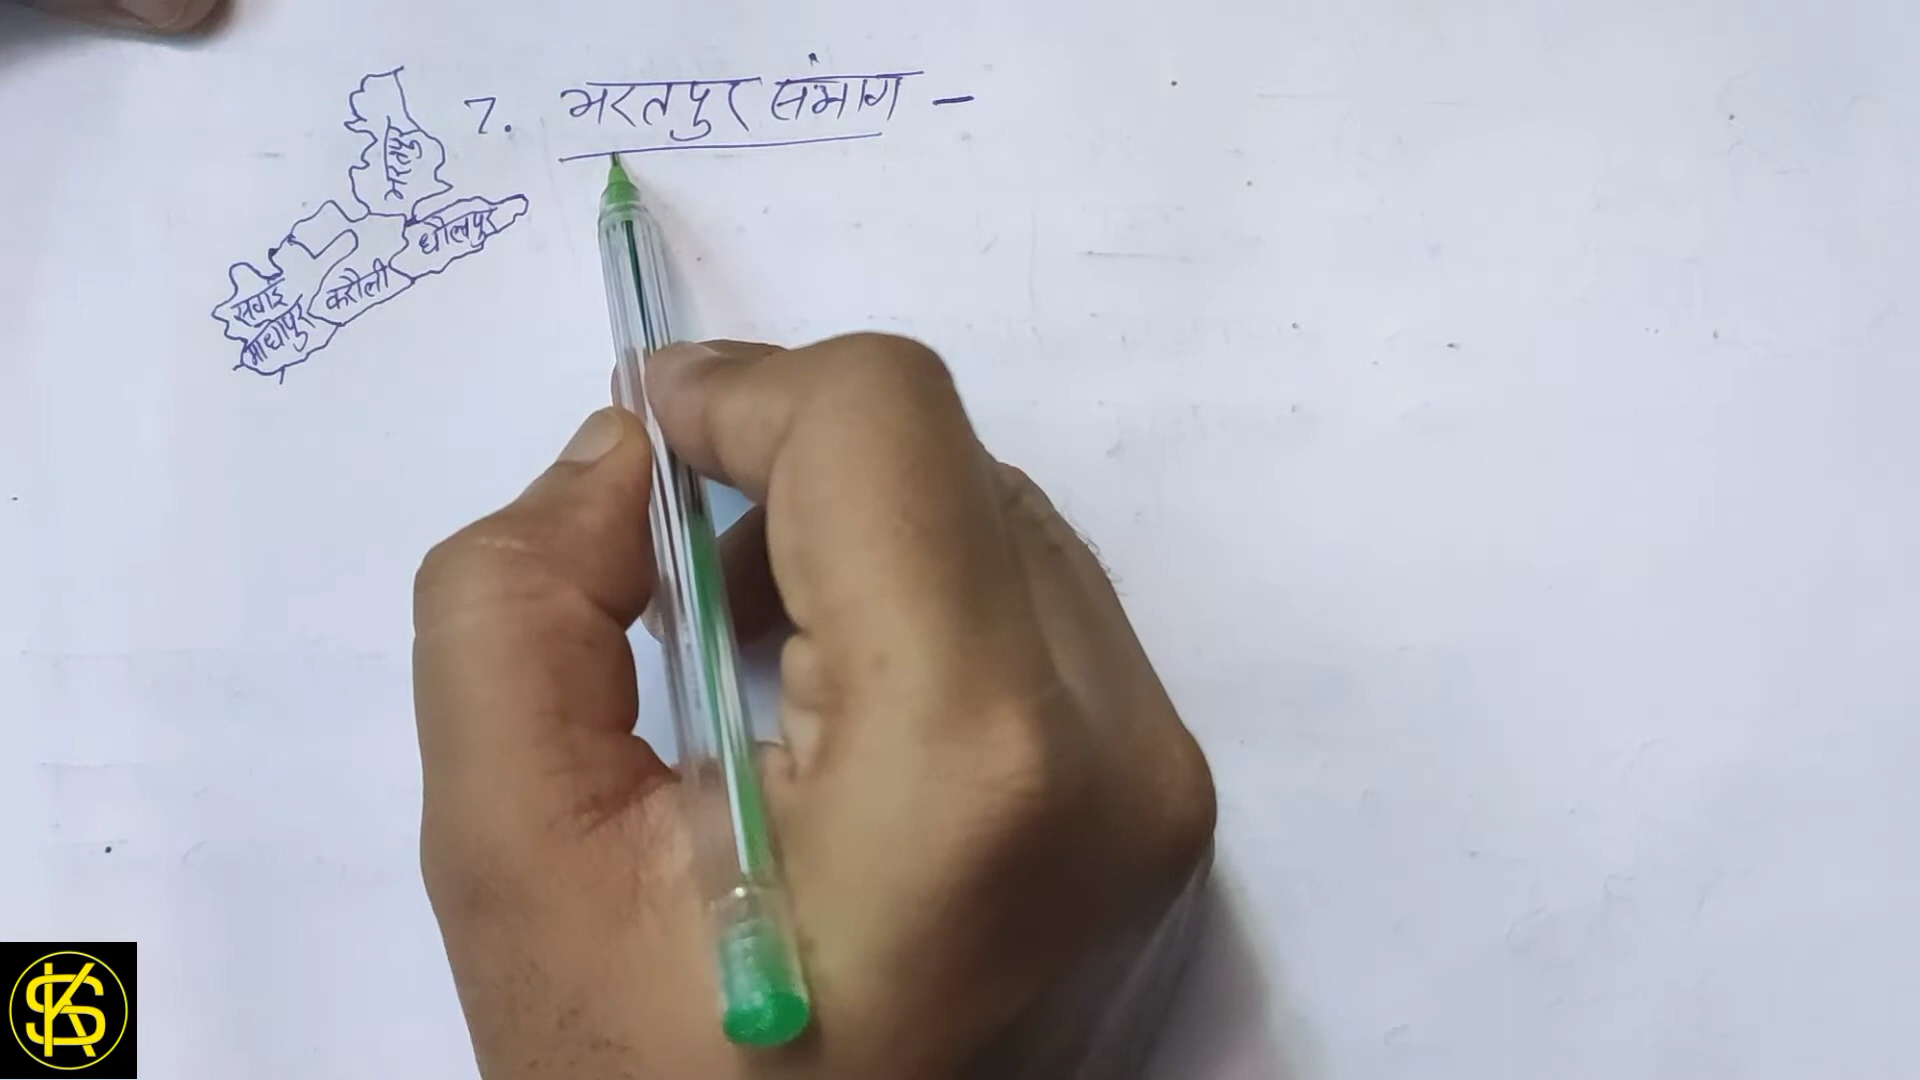 7. भरतपुर संभाग –
भरतपुर
धौलपुर
करौली
सवाई
माधोपुर